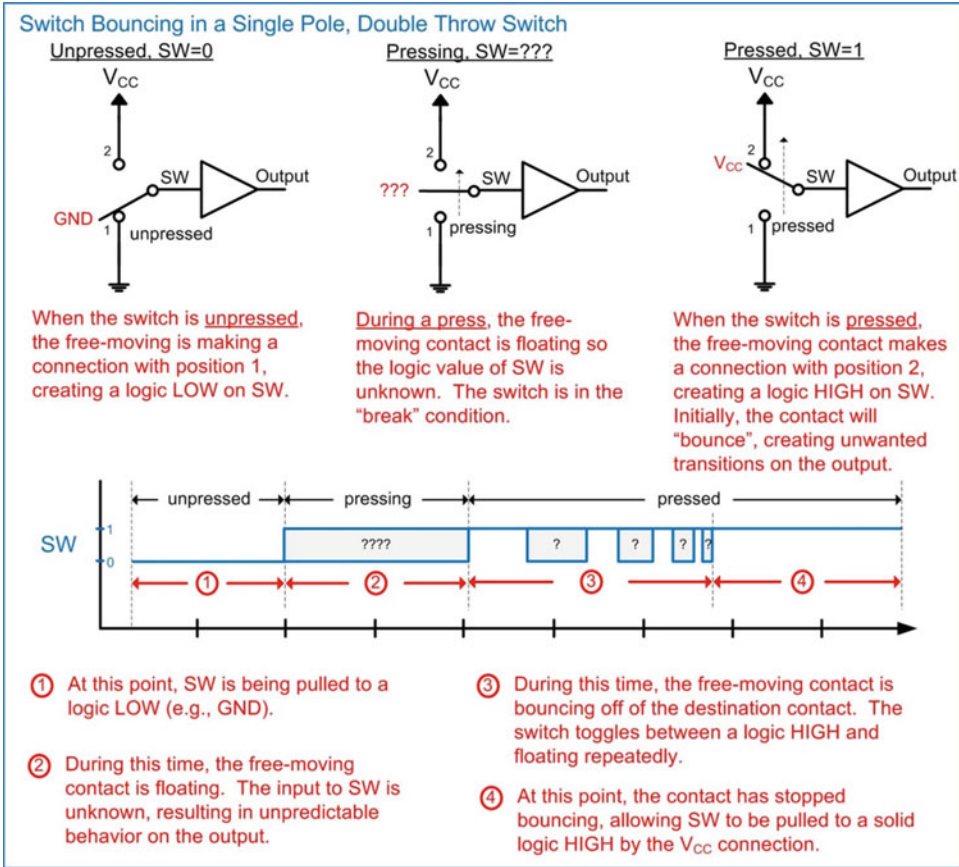 Switch Bouncing in a Single Pole, Double Throw Switch
Unpressed, SW=0
V_CC
2
SW
Output
GND
1
unpressed
Pressing, SW=???
V_CC
2
SW
Output
???
1
pressing
Pressed, SW=1
V_CC
2
V_CC
SW
Output
1
pressed
When the switch is unpressed,
the free-moving is making a
connection with position 1,
creating a logic LOW on SW.
During a press, the free-
moving contact is floating so
the logic value of SW is
unknown. The switch is in the
“break” condition.
When the switch is pressed,
the free-moving contact makes
a connection with position 2,
creating a logic HIGH on SW.
Initially, the contact will
“bounce”, creating unwanted
transitions on the output.
unpressed pressing pressed
SW
1
0
???? ? ? ? ?
1 2 3 4
1 At this point, SW is being pulled to a
logic LOW (e.g., GND).
2 During this time, the free-moving
contact is floating. The input to SW is
unknown, resulting in unpredictable
behavior on the output.
3 During this time, the free-moving contact is
bouncing off of the destination contact. The
switch toggles between a logic HIGH and
floating repeatedly.
4 At this point, the contact has stopped
bouncing, allowing SW to be pulled to a solid
logic HIGH by the V_CC connection.